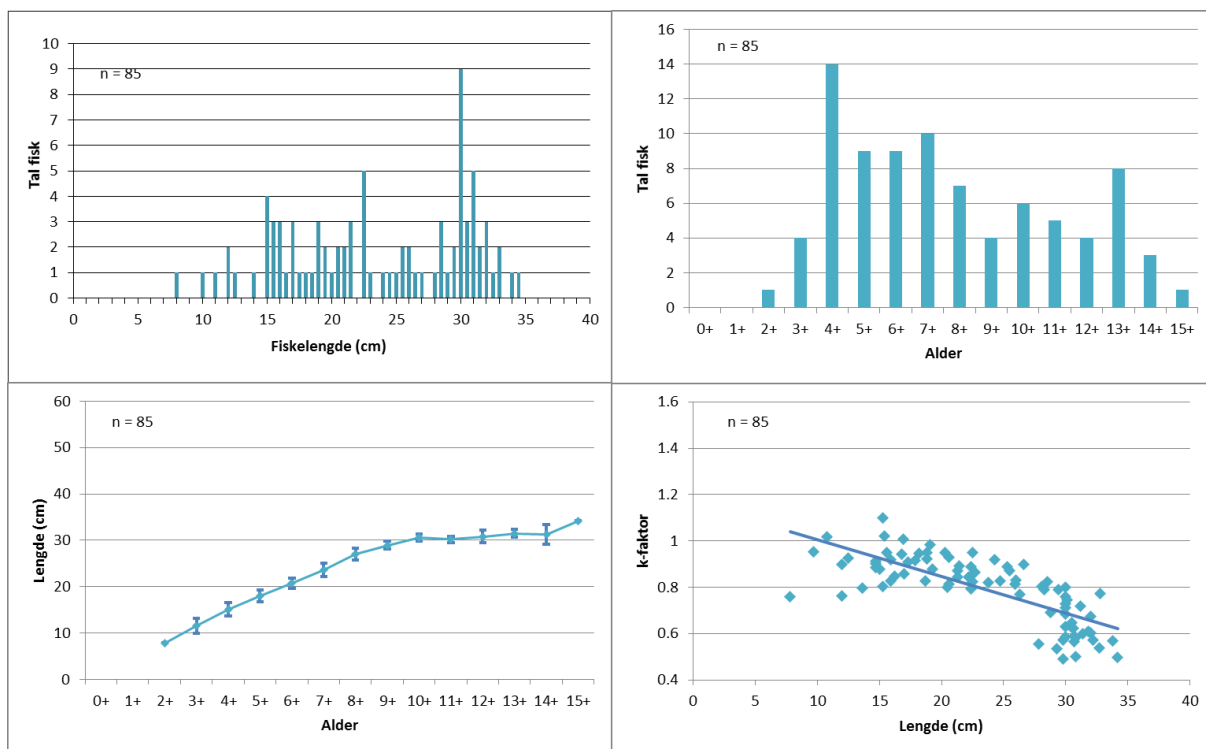 10
9
8
7
6
5
4
3
2
1
0
Tal fisk
n = 85
0 5 10 15 20 25 30 35 40
Fiskelengde (cm)
16
14
12
10
8
6
4
2
0
Tal fisk
n = 85
0+ 1+ 2+ 3+ 4+ 5+ 6+ 7+ 8+ 9+ 10+ 11+ 12+ 13+ 14+ 15+
Alder
60
50
40
30
20
10
0
Lengde (cm)
n = 85
0+ 1+ 2+ 3+ 4+ 5+ 6+ 7+ 8+ 9+ 10+ 11+ 12+ 13+ 14+ 15+
Alder
1.6
1.4
1.2
1
0.8
0.6
0.4
k-faktor
n = 85
0 5 10 15 20 25 30 35 40
Lengde (cm)